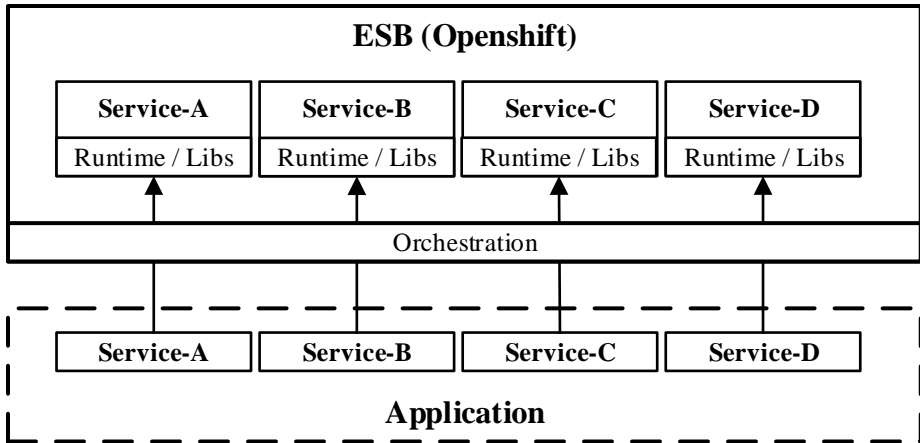 ESB (Openshift)
Service-A Service-B Service-C Service-D
Runtime / Libs Runtime / Libs Runtime / Libs Runtime / Libs
Orchestration
Service-A Service-B Service-C Service-D
Application